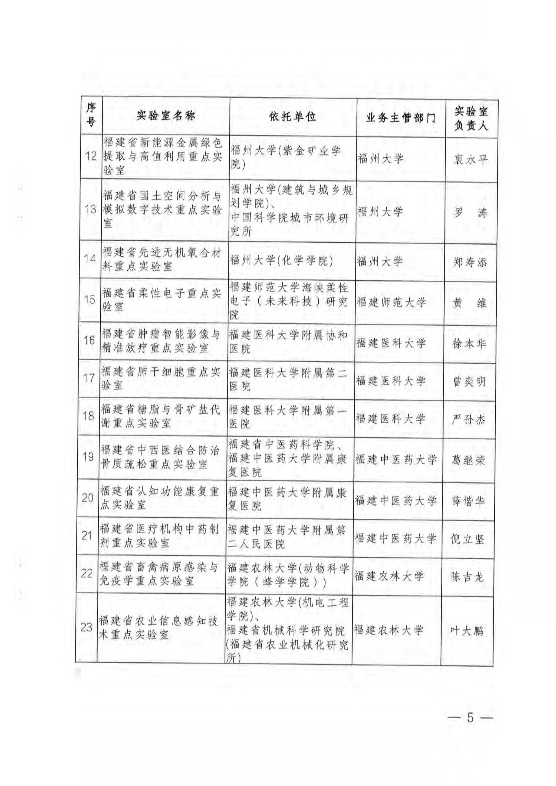 序号 实验室名称 依托单位 业务主管部门 实验室负责人
12 福建省新能源金属绿色提取与高值利用重点实验室 福州大学(紫金矿业学院) 福州大学 衷水平
13 福建省国土空间分析与模拟数字技术重点实验室 福州大学(建筑与城乡规划学院)、中国科学院城市环境研究所 福州大学 罗涛
14 福建省先进无机氧合材料重点实验室 福州大学(化学学院) 福州大学 郑寿添
15 福建省柔性电子重点实验室 福建师范大学海峡柔性电子（未来科技）研究院 福建师范大学 黄维
16 福建省肿瘤智能影像与精准放疗重点实验室 福建医科大学附属协和医院 福建医科大学 徐本华
17 福建省肺干细胞重点实验室 福建医科大学附属第二医院 福建医科大学 曾奕明
18 福建省糖脂与骨矿盐代谢重点实验室 福建医科大学附属第一医院 福建医科大学 严孙杰
19 福建省中西医结合防治骨质疏松重点实验室 福建省中医药科学院、福建中医药大学附属康复医院 福建中医药大学 葛继荣
20 福建省认知功能康复重点实验室 福建中医药大学附属康复医院 福建中医药大学 薛偕华
21 福建省医疗机构中药制剂重点实验室 福建中医药大学附属第二人民医院 福建中医药大学 倪立坚
22 福建省畜禽病原感染与免疫学重点实验室 福建农林大学(动物科学学院（蜂学学院）) 福建农林大学 陈吉龙
23 福建省农业信息感知技术重点实验室 福建农林大学(机电工程学院)、福建省机械科学研究院(福建省农业机械化研究所) 福建农林大学 叶大鹏
— 5 —